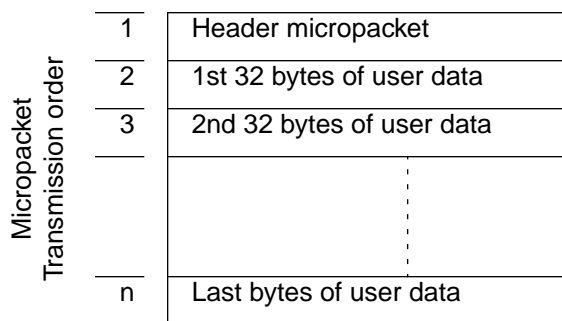 Micropacket
Transmission order
1 Header micropacket
2 1st 32 bytes of user data
3 2nd 32 bytes of user data
n Last bytes of user data